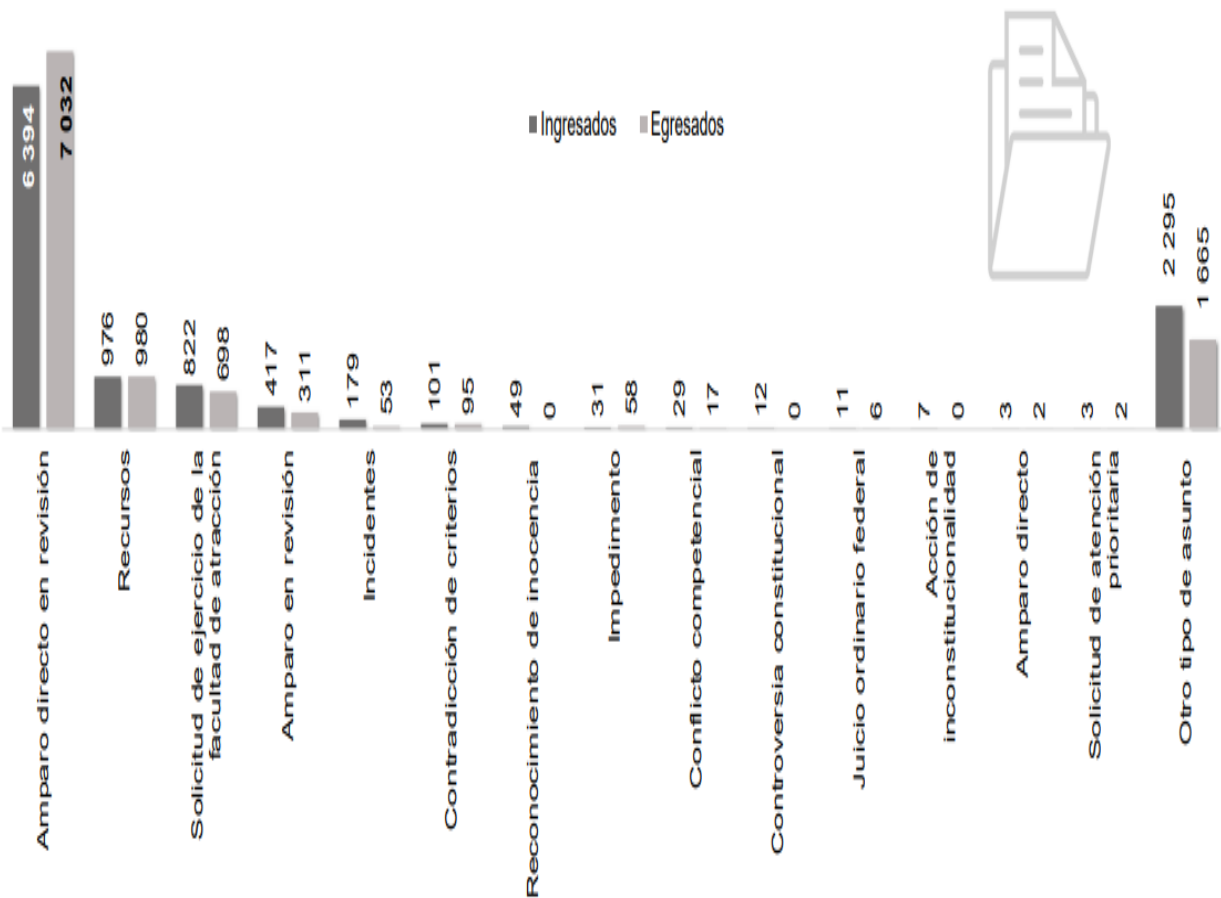 Ingresados Egresados
6 394
7 032
976
980
822
698
417
311
179
53
101
95
49
0
31
58
29
17
12
0
11
6
7
0
3
2
3
2
2 295
1 665
Amparo directo en revisión
Recursos
Solicitud de ejercicio de la
facultad de atracción
Amparo en revisión
Incidentes
Contradicción de criterios
Reconocimiento de inocencia
Impedimento
Conflicto competencial
Controversia constitucional
Juicio ordinario federal
Acción de
inconstitucionalidad
Amparo directo
Solicitud de atención
prioritaria
Otro tipo de asunto